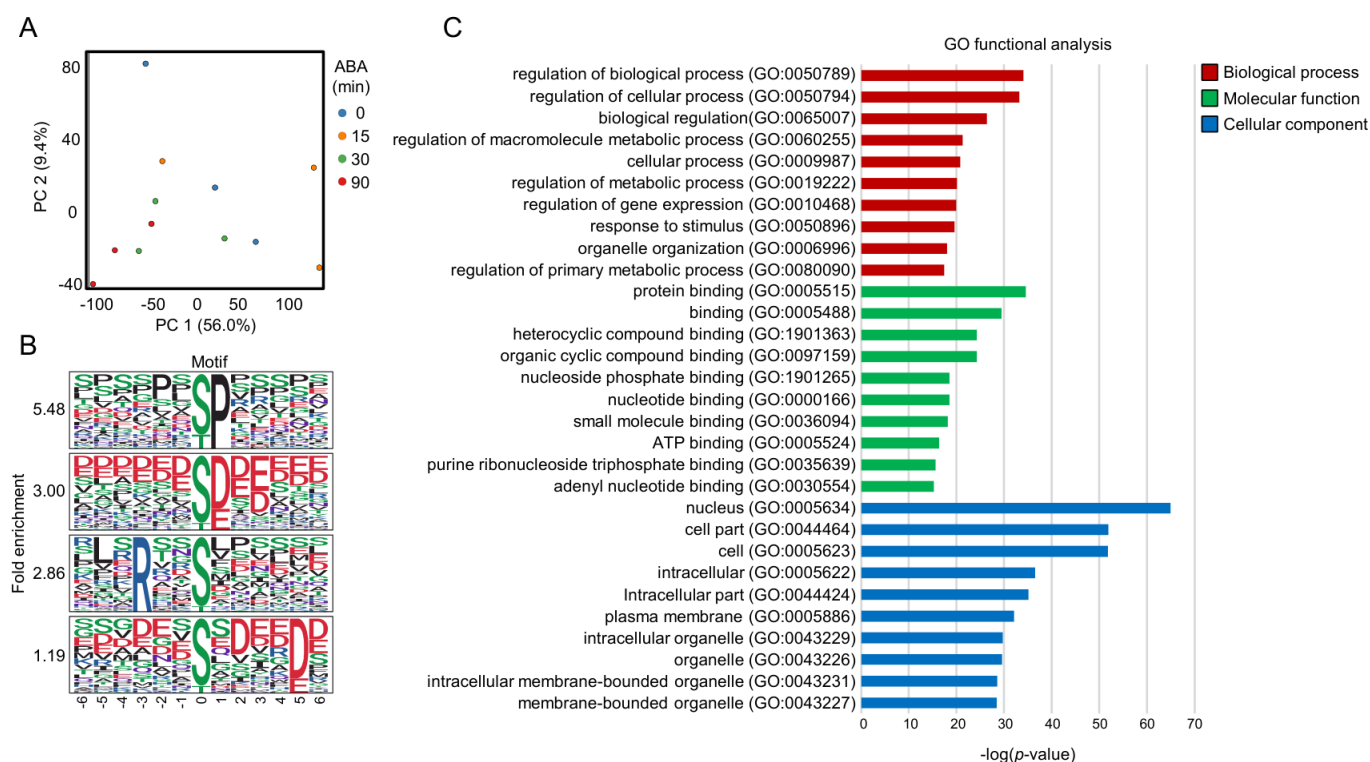 A
80
40
0
-40
PC 2 (9.4%)
-100
-50
0
50
100
PC 1 (56.0%)
ABA
(min)
0
15
30
90
B
Motif
Fold enrichment
5.48
3.00
2.86
1.19
-6
-5
-4
-3
-2
-1
0
1
2
3
4
5
6
C
GO functional analysis
regulation of biological process (GO:0050789)
regulation of cellular process (GO:0050794)
biological regulation(GO:0065007)
regulation of macromolecule metabolic process (GO:0060255)
cellular process (GO:0009987)
regulation of metabolic process (GO:0019222)
regulation of gene expression (GO:0010468)
response to stimulus (GO:0050896)
organelle organization (GO:0006996)
regulation of primary metabolic process (GO:0080090)
protein binding (GO:0005515)
binding (GO:0005488)
heterocyclic compound binding (GO:1901363)
organic cyclic compound binding (GO:0097159)
nucleoside phosphate binding (GO:1901265)
nucleotide binding (GO:0000166)
small molecule binding (GO:0036094)
ATP binding (GO:0005524)
purine ribonucleoside triphosphate binding (GO:0035639)
adenyl nucleotide binding (GO:0030554)
nucleus (GO:0005634)
cell part (GO:0044464)
cell (GO:0005623)
intracellular (GO:0005622)
Intracellular part (GO:0044424)
plasma membrane (GO:0005886)
intracellular organelle (GO:0043229)
organelle (GO:0043226)
intracellular membrane-bounded organelle (GO:0043231)
membrane-bounded organelle (GO:0043227)
0 10 20 30 40 50 60 70
-log(p-value)
Biological process
Molecular function
Cellular component